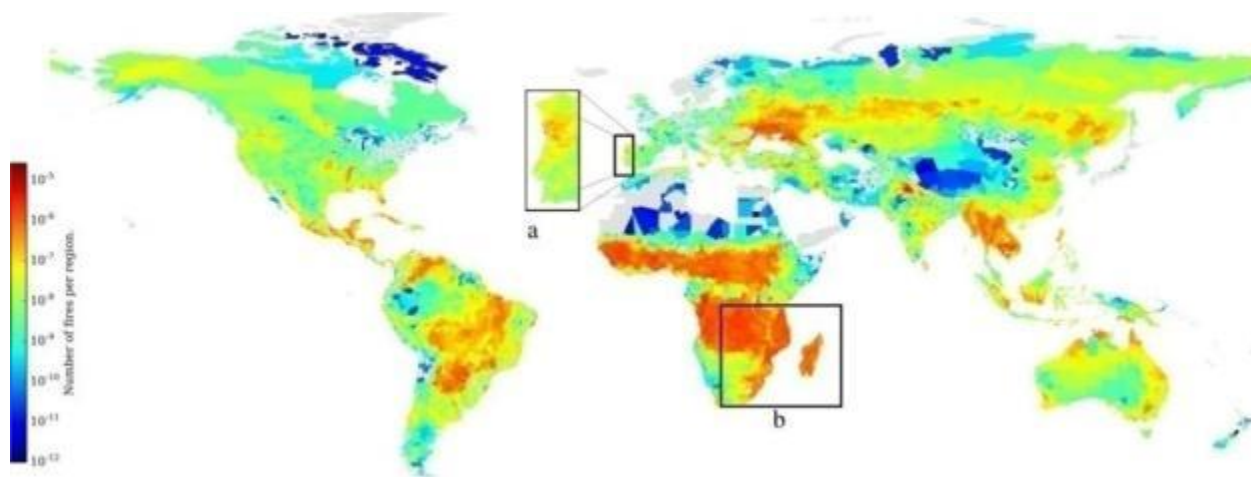 10⁻⁵
10⁻⁶
10⁻⁷
10⁻⁸
10⁻⁹
10⁻¹⁰
10⁻¹¹
10⁻¹²
Number of fires per region.
a
b